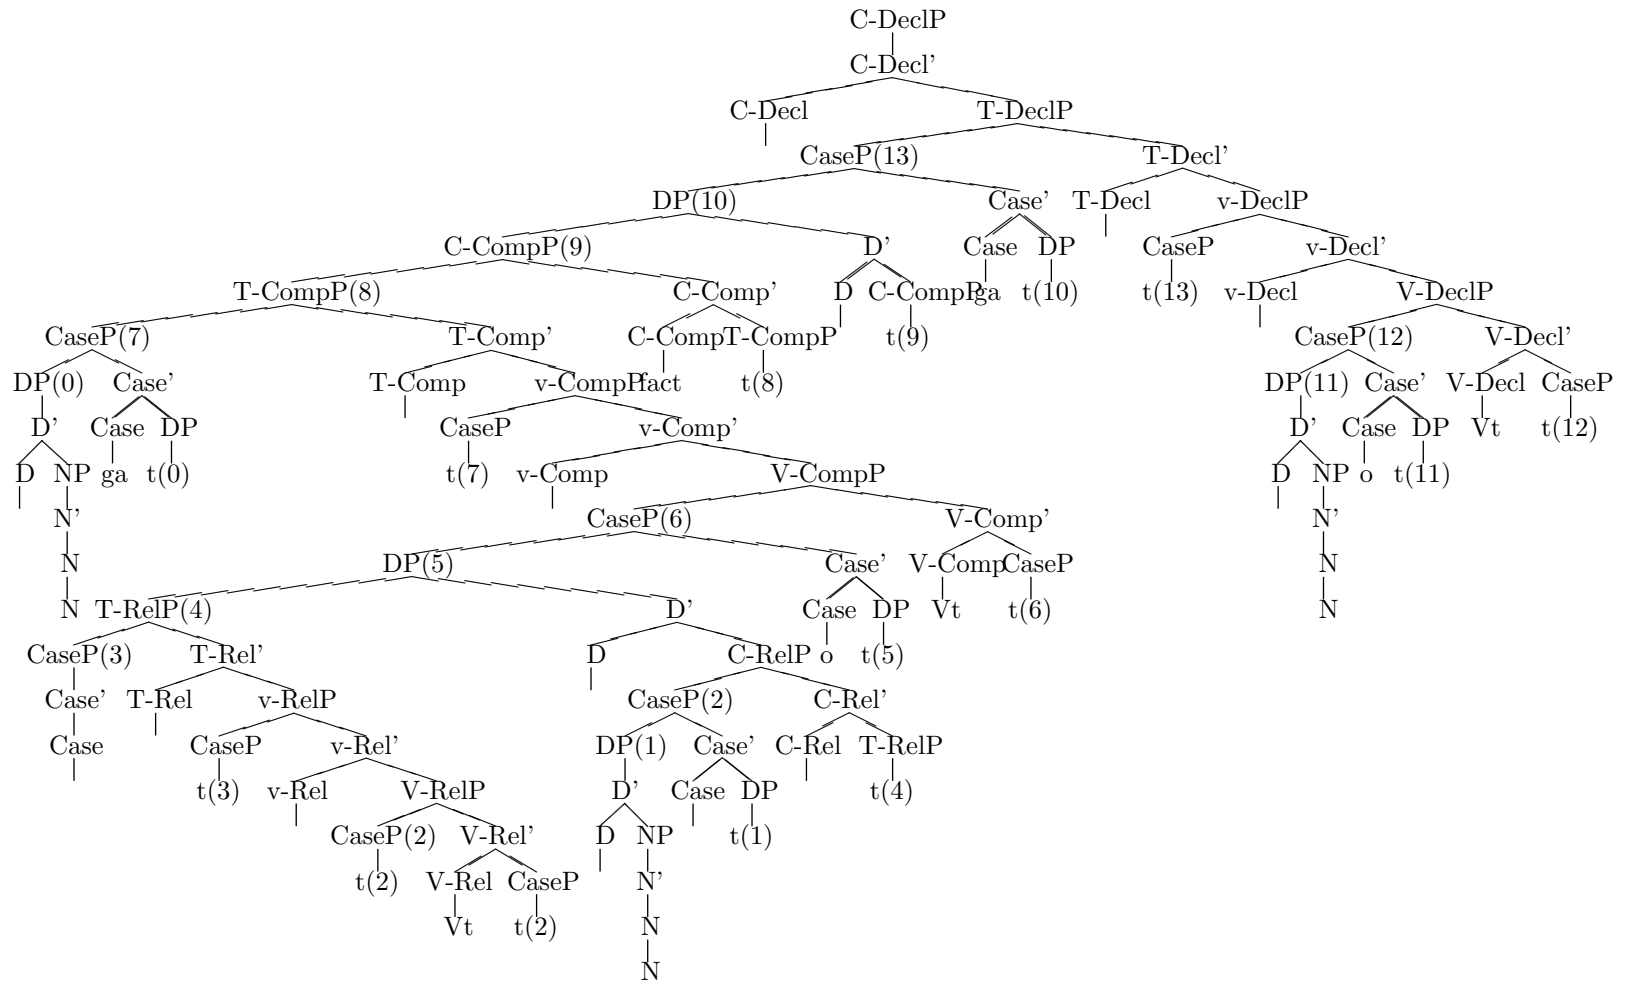 C-DeclP
C-Decl'
C-Decl T-DeclP
CaseP(13) T-Decl'
DP(10) Case' T-Decl v-DeclP
C-CompP(9) D' Case DP CaseP v-Decl'
T-CompP(8) C-Comp' D C-CompP ga t(10) t(13) v-Decl V-DeclP
CaseP(7) T-Comp' C-Comp T-CompP t(9) CaseP(12) V-Decl'
DP(0) Case' T-Comp v-CompP fact t(8) DP(11) Case' V-Decl CaseP
D' Case DP CaseP v-Comp' D' Case DP Vt t(12)
D NP ga t(0) t(7) v-Comp V-CompP D NP o t(11)
N' CaseP(6) V-Comp' N'
N DP(5) Case' V-Comp CaseP N
N T-RelP(4) D' Case DP Vt t(6) N
CaseP(3) T-Rel' D C-RelP o t(5)
Case' T-Rel v-RelP CaseP(2) C-Rel'
Case CaseP v-Rel' DP(1) Case' C-Rel T-RelP
t(3) v-Rel V-RelP D' Case DP t(4)
CaseP(2) V-Rel' D NP t(1)
t(2) V-Rel CaseP N'
Vt t(2) N
N